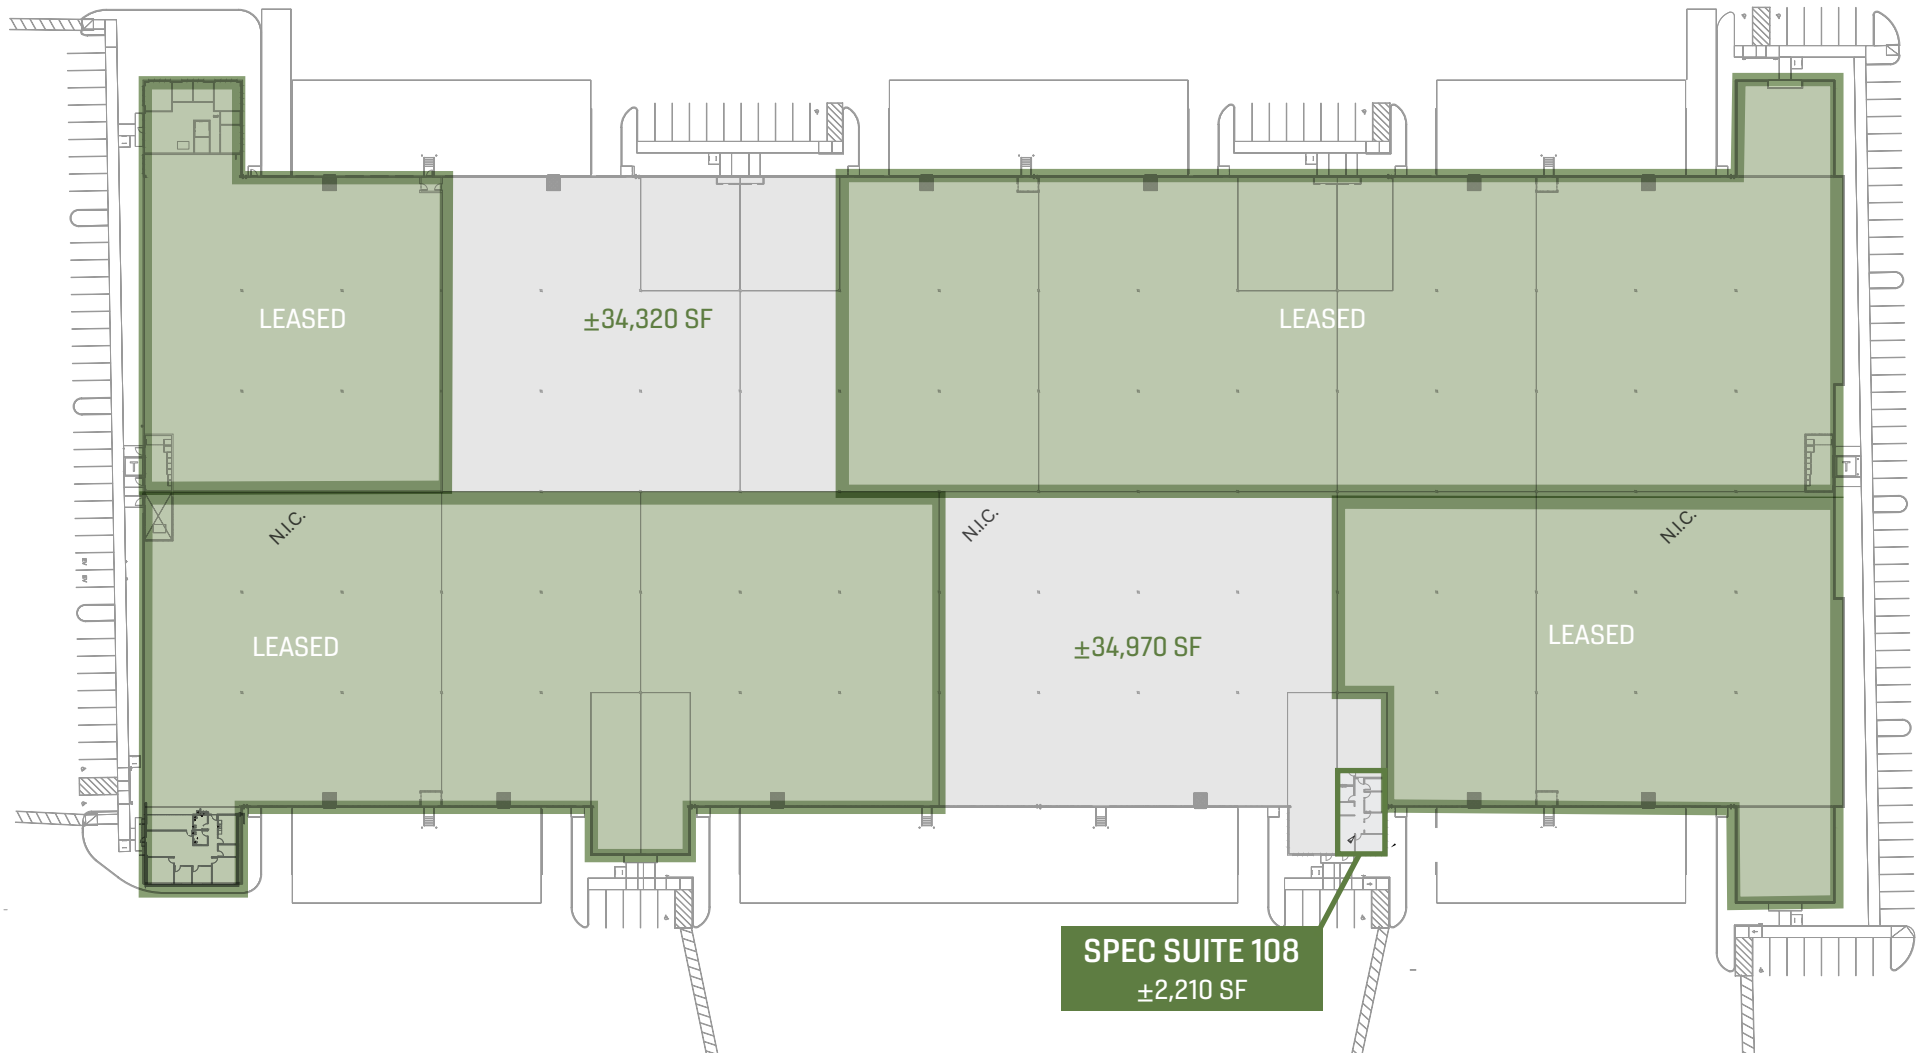 LEASED
±34,320 SF
LEASED
T
T
N.I.C.
N.I.C.
N.I.C.
LEASED
±34,970 SF
LEASED
SPEC SUITE 108
±2,210 SF